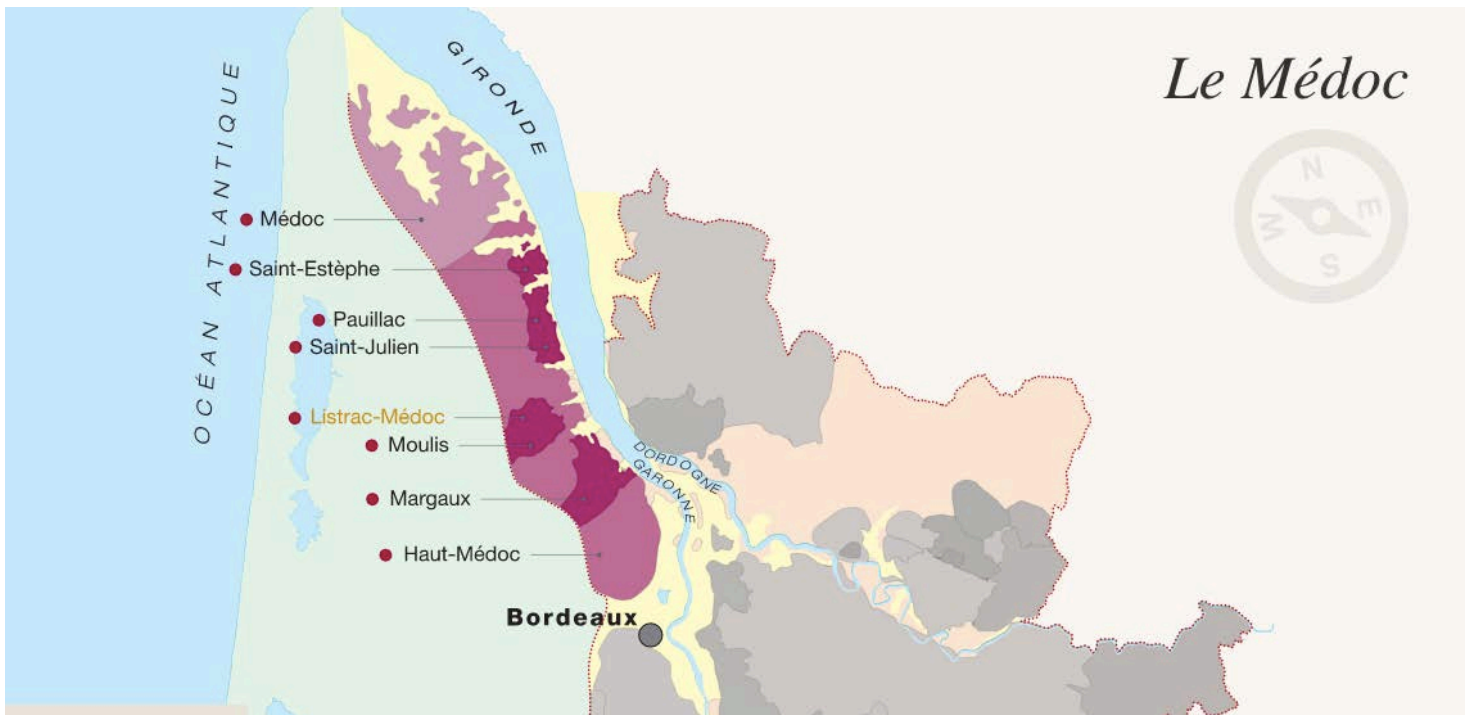 Le Médoc
OCÉAN ATLANTIQUE
GIRONDE
N
E
S
M
Médoc
Saint-Estèphe
Pauillac
Saint-Julien
Listrac-Médoc
Moulis
Margaux
Haut-Médoc
DORDOGNE
GARONNE
Bordeaux